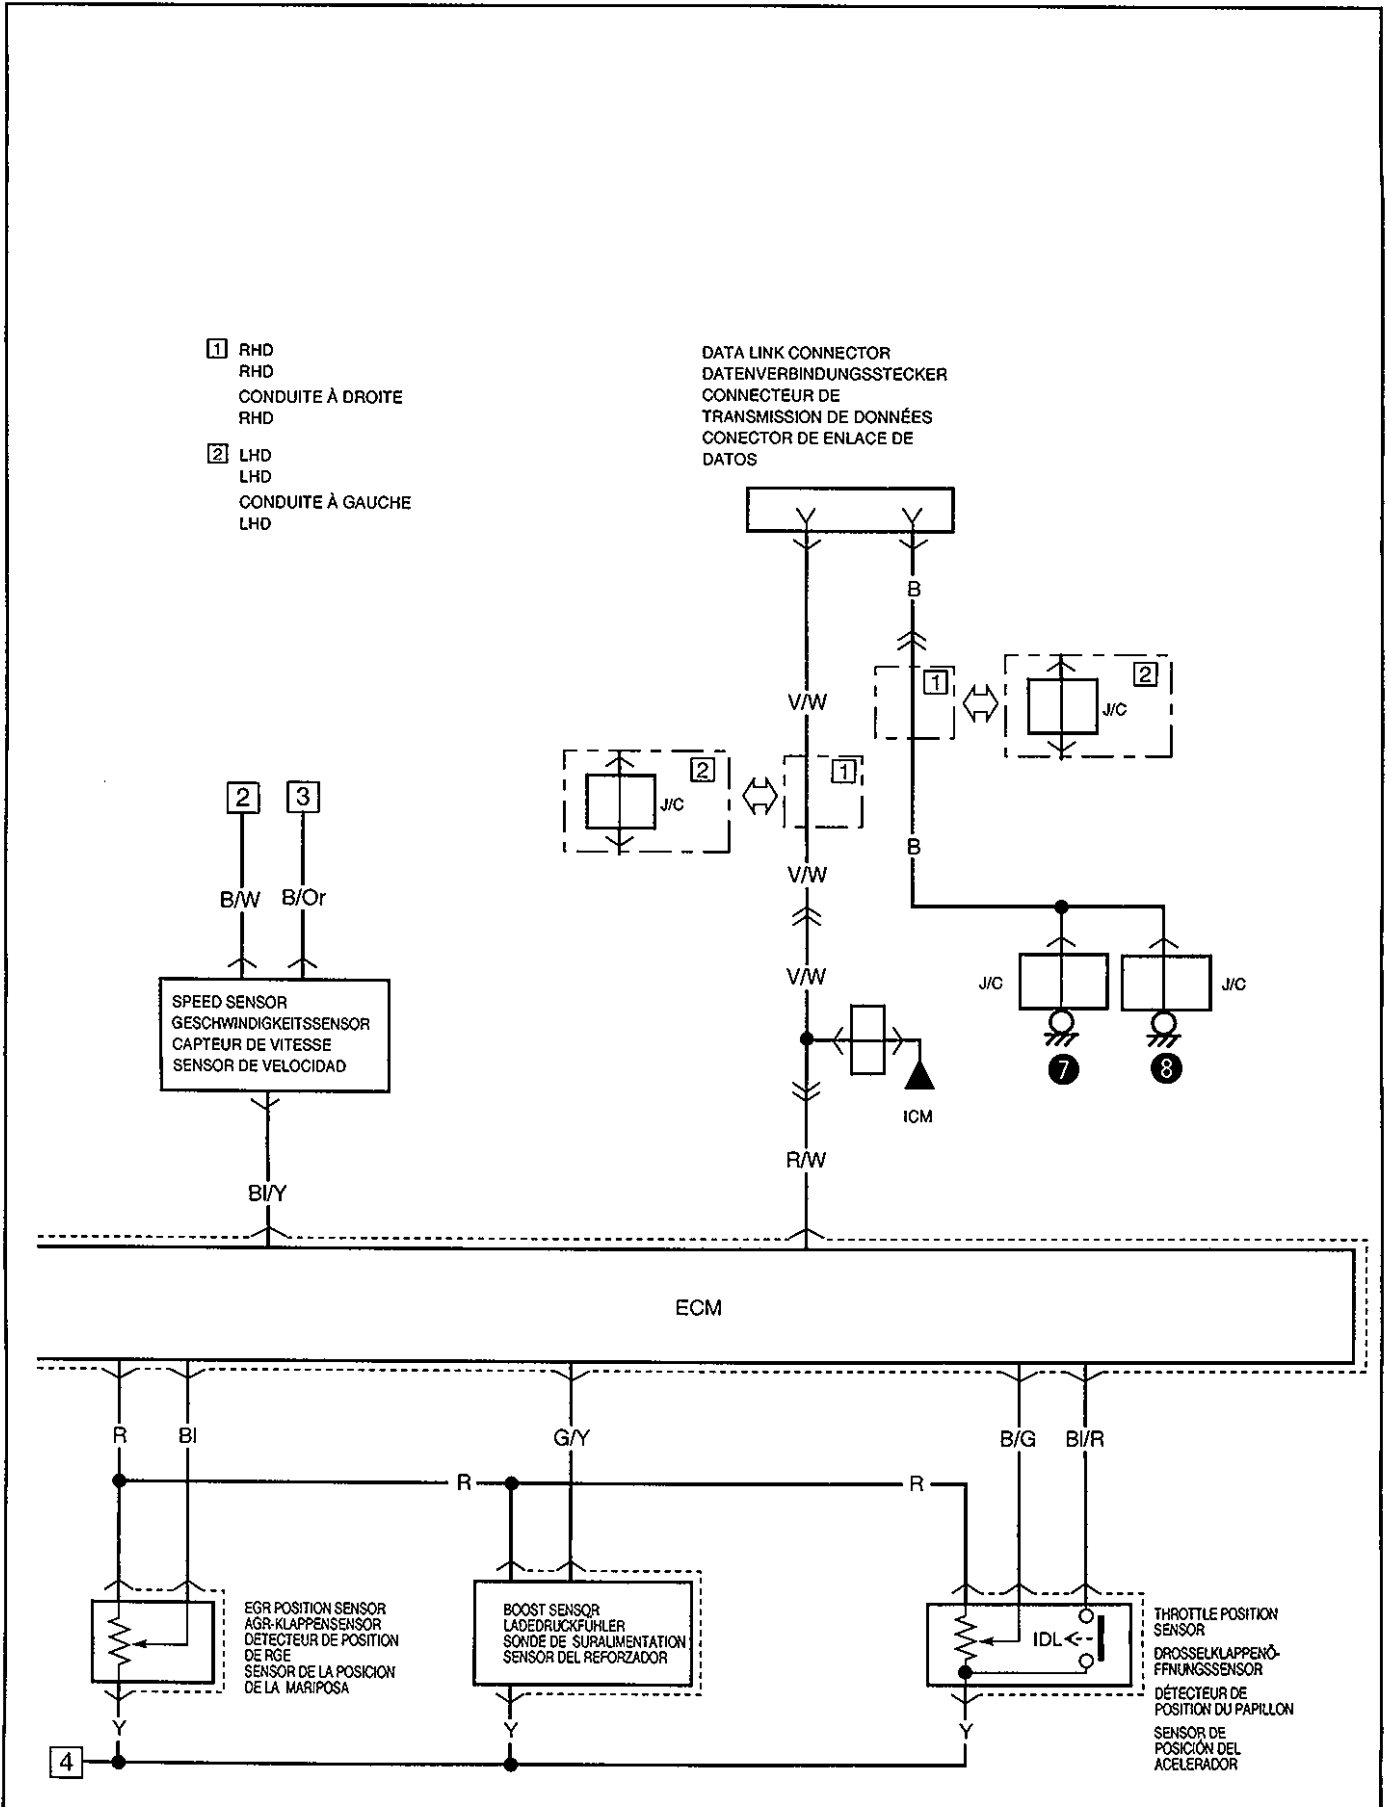 1 RHD
RHD
CONDUITE À DROITE
RHD
2 LHD
LHD
CONDUITE À GAUCHE
LHD
DATA LINK CONNECTOR
DATENVERBINDUNGSSTECKER
CONNECTEUR DE
TRANSMISSION DE DONNÉES
CONECTOR DE ENLACE DE
DATOS
B
1
2
J/C
V/W
2
J/C
1
2
3
B
V/W
B/W
B/Or
V/W
J/C
J/C
7
8
SPEED SENSOR
GESCHWINDIGKEITSSENSOR
CAPTEUR DE VITESSE
SENSOR DE VELOCIDAD
ICM
R/W
Bl/Y
ECM
R
Bl
G/Y
B/G
Bl/R
R
R
EGR POSITION SENSOR
AGR-KLAPPENSENSOR
DÉTECTEUR DE POSITION
DE RGE
SENSOR DE LA POSICION
DE LA MARIPOSA
BOOST SENSOR
LADEDRUCKFÜHLER
SONDE DE SURALIMENTATION
SENSOR DEL REFORZADOR
IDL
THROTTLE POSITION
SENSOR
DROSSELKLAPPENÖ-
FFNUNGSSENSOR
DÉTECTEUR DE
POSITION DU PAPILLON
SENSOR DE
POSICIÓN DEL
ACELERADOR
Y
Y
Y
4